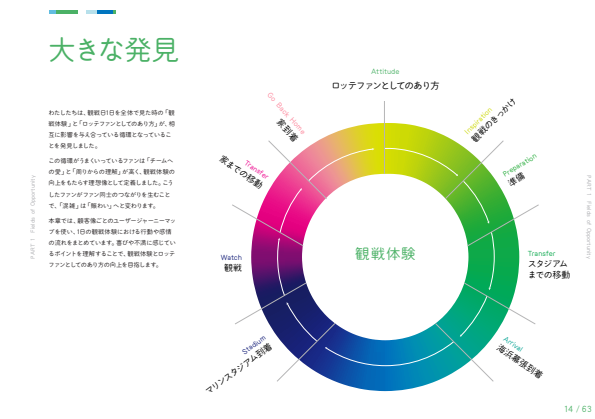 大きな発見
わたしたちは、観戦日1日を全体で見た時の「観
戦体験」と「ロッテファンとしてのあり方」が、相
互に影響を与え合っている循環となっているこ
とを発見しました。
この循環がうまくいっているファンは「チームへ
の愛」と「周りからの理解」が高く、観戦体験の
向上をもたらす理想像として定義しました。こう
したファンがファン同士のつながりを生むこと
で、「混雑」は「賑わい」へと変わります。
本章では、顧客像ごとのユーザージャーニーマッ
プを使い、1日の観戦体験における行動や感情
の流れをまとめています。喜びや不満に感じてい
るポイントを理解することで、観戦体験とロッテ
ファンとしてのあり方の向上を目指します。
PART 1 Fields of Opportunity
Attitude
ロッテファンとしてのあり方
Inspiration
観戦のきっかけ
Preparation
準備
Transfer
スタジアム
までの移動
Arrival
海浜幕張到着
Stadium
マリンスタジアム到着
Watch
観戦
Transfer
家までの移動
Go Back Home
家到着
観戦体験
PART 1 Fields of Opportunity
14 / 63